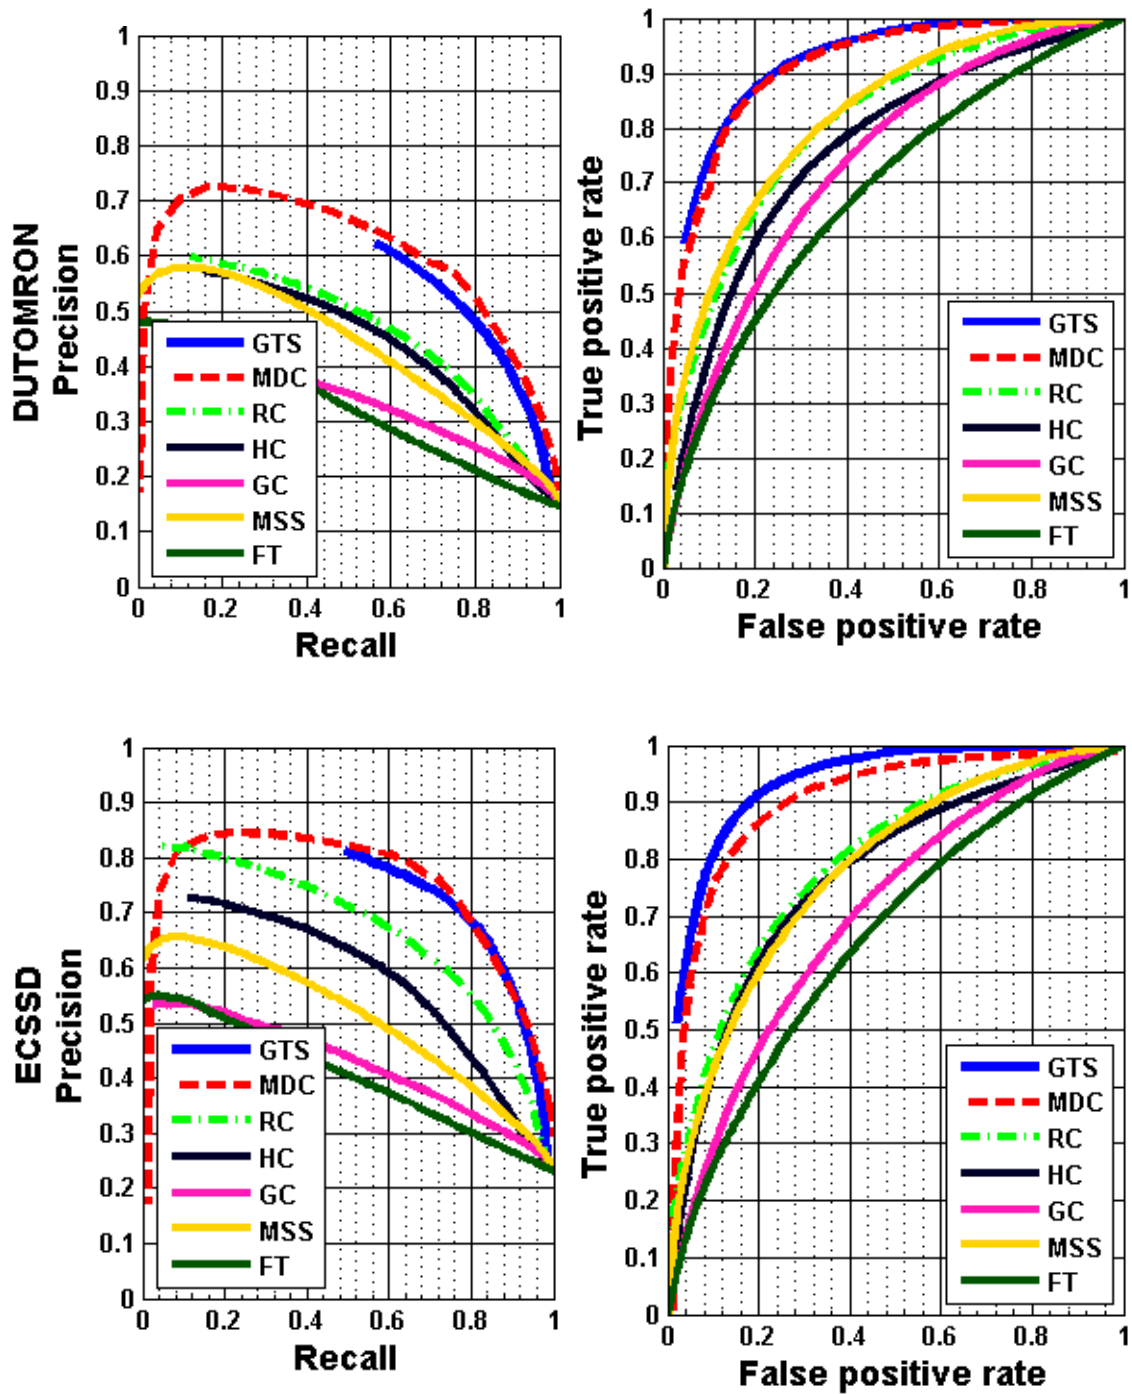 DUTOMRON
Precision
1
0.9
0.8
0.7
0.6
0.5
0.4
0.3
0.2
0.1
0
GTS
MDC
RC
HC
GC
MSS
FT
0 0.2 0.4 0.6 0.8 1
Recall
True positive rate
1
0.9
0.8
0.7
0.6
0.5
0.4
0.3
0.2
0.1
0
GTS
MDC
RC
HC
GC
MSS
FT
0 0.2 0.4 0.6 0.8 1
False positive rate
ECSSD
Precision
1
0.9
0.8
0.7
0.6
0.5
0.4
0.3
0.2
0.1
0
GTS
MDC
RC
HC
GC
MSS
FT
0 0.2 0.4 0.6 0.8 1
Recall
True positive rate
1
0.9
0.8
0.7
0.6
0.5
0.4
0.3
0.2
0.1
0
GTS
MDC
RC
HC
GC
MSS
FT
0 0.2 0.4 0.6 0.8 1
False positive rate